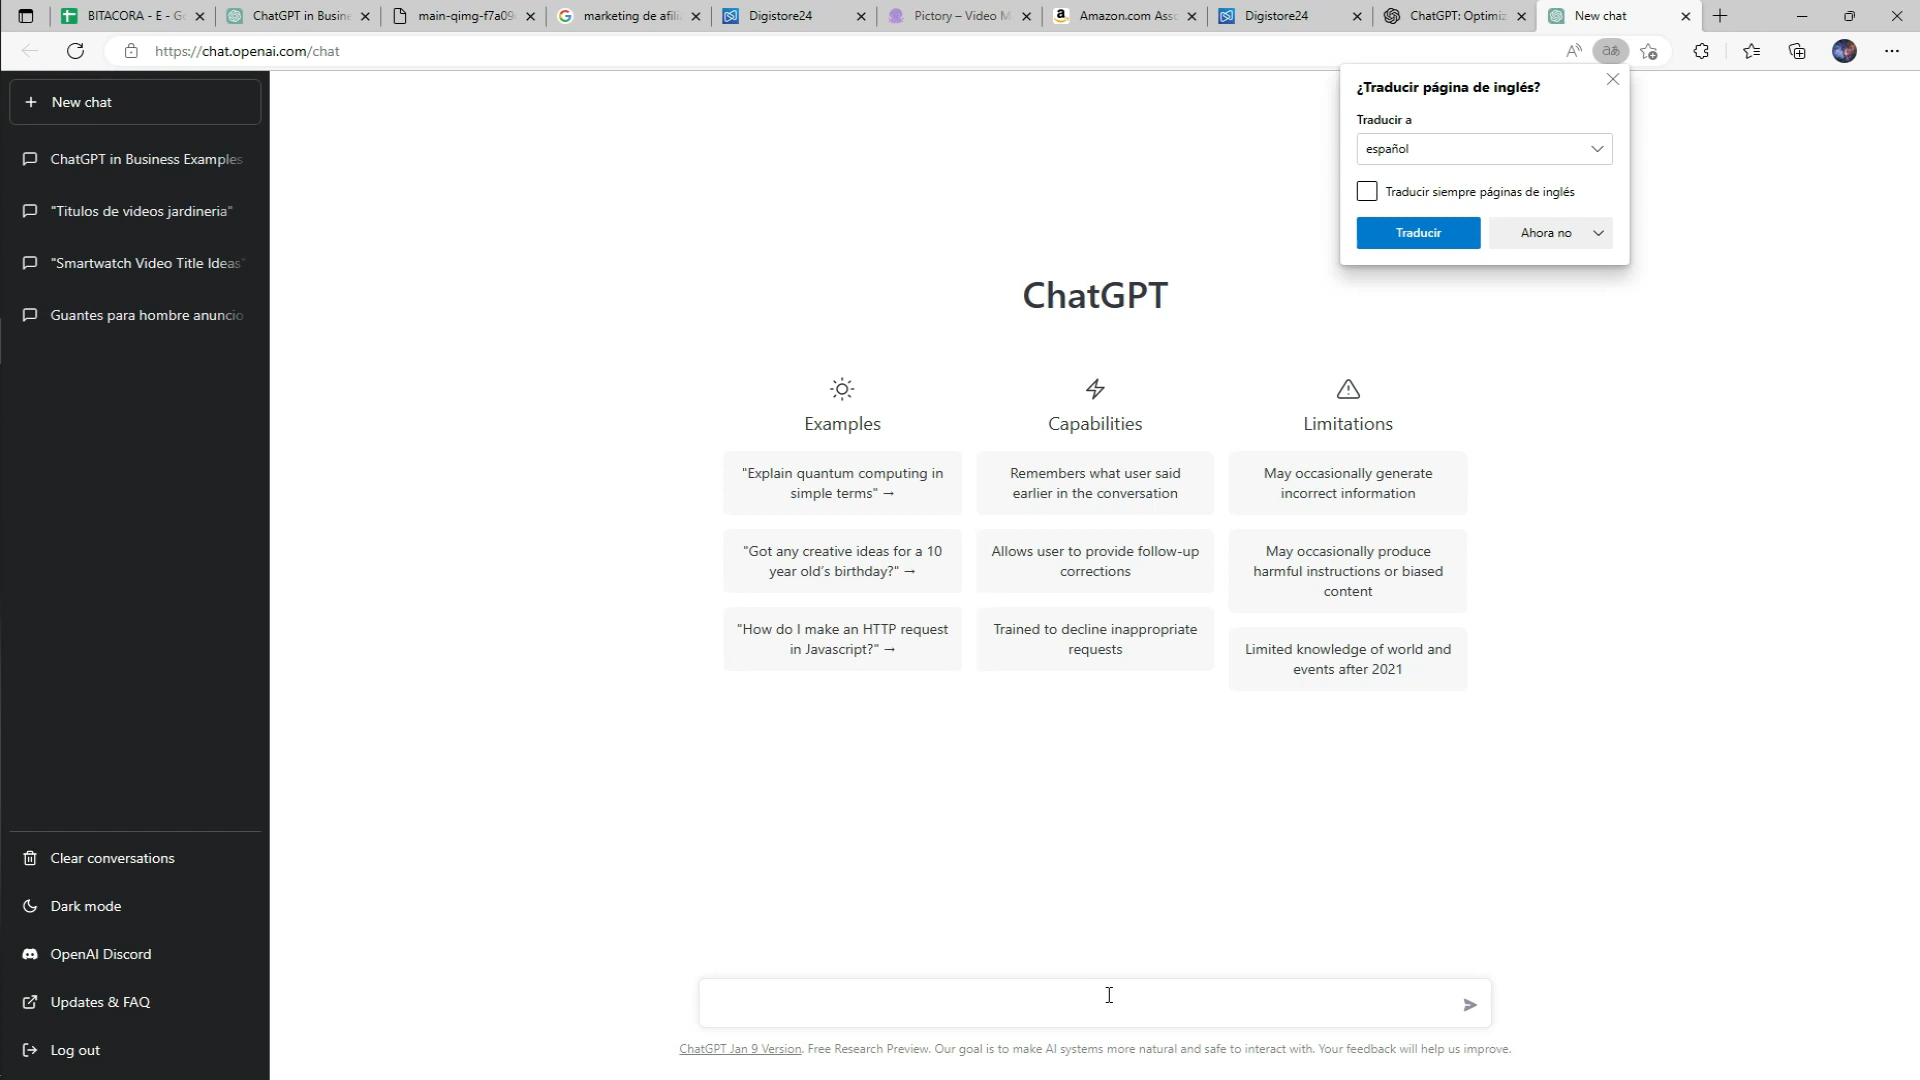 BITACORA - E - G
ChatGPT in Busine
main-qimg-f7a09
marketing de afili
Digistore24
Pictory – Video M
Amazon.com Ass
Digistore24
ChatGPT: Optimiz
New chat
https://chat.openai.com/chat
¿Traducir página de inglés?
Traducir a
español
Traducir siempre páginas de inglés
Traducir
Ahora no
New chat
ChatGPT in Business Examples
"Titulos de videos jardineria"
"Smartwatch Video Title Ideas"
Guantes para hombre anuncio
Clear conversations
Dark mode
OpenAI Discord
Updates & FAQ
Log out
ChatGPT
Examples
"Explain quantum computing in
simple terms" →
"Got any creative ideas for a 10
year old's birthday?" →
"How do I make an HTTP request
in Javascript?" →
Capabilities
Remembers what user said
earlier in the conversation
Allows user to provide follow-up
corrections
Trained to decline inappropriate
requests
Limitations
May occasionally generate
incorrect information
May occasionally produce
harmful instructions or biased
content
Limited knowledge of world and
events after 2021
ChatGPT Jan 9 Version. Free Research Preview. Our goal is to make AI systems more natural and safe to interact with. Your feedback will help us improve.